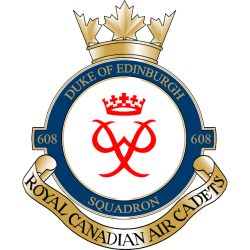 DUKE OF EDINBURGH
608
608
SQUADRON
ROYAL CANADIAN AIR CADETS